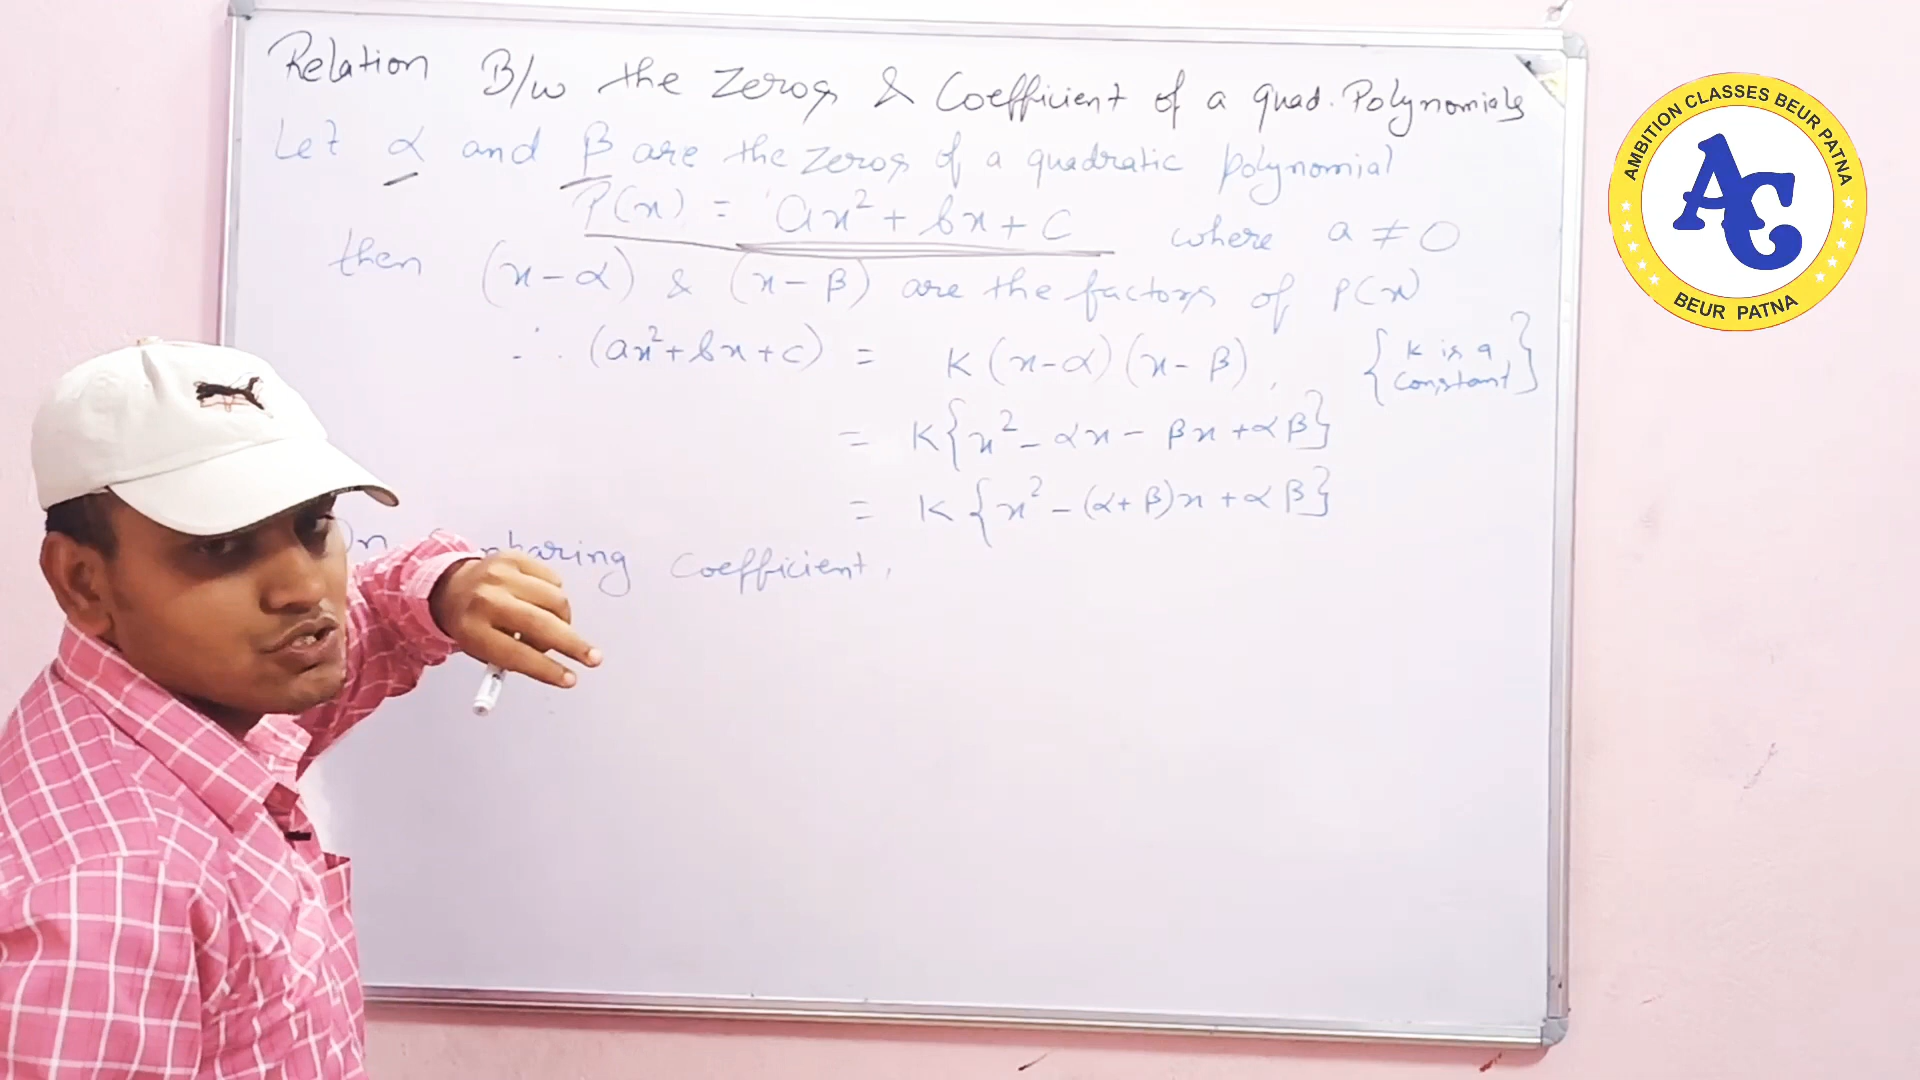 Relation B/w the Zeros & Coefficient of a quad. Polynomials
Let α and β are the zeros of a quadratic polynomial
P(x) = ax² + bx + c where a ≠ 0
then (x - α) & (x - β) are the factors of P(x)
∴ (ax² + bx + c) = K (x - α) (x - β), { K is a constant }
= K { x² - αx - βx + αβ }
= K { x² - (α + β)x + αβ }
On Coefficient,
AMBITION CLASSES BEUR PATNA
AC
BEUR PATNA